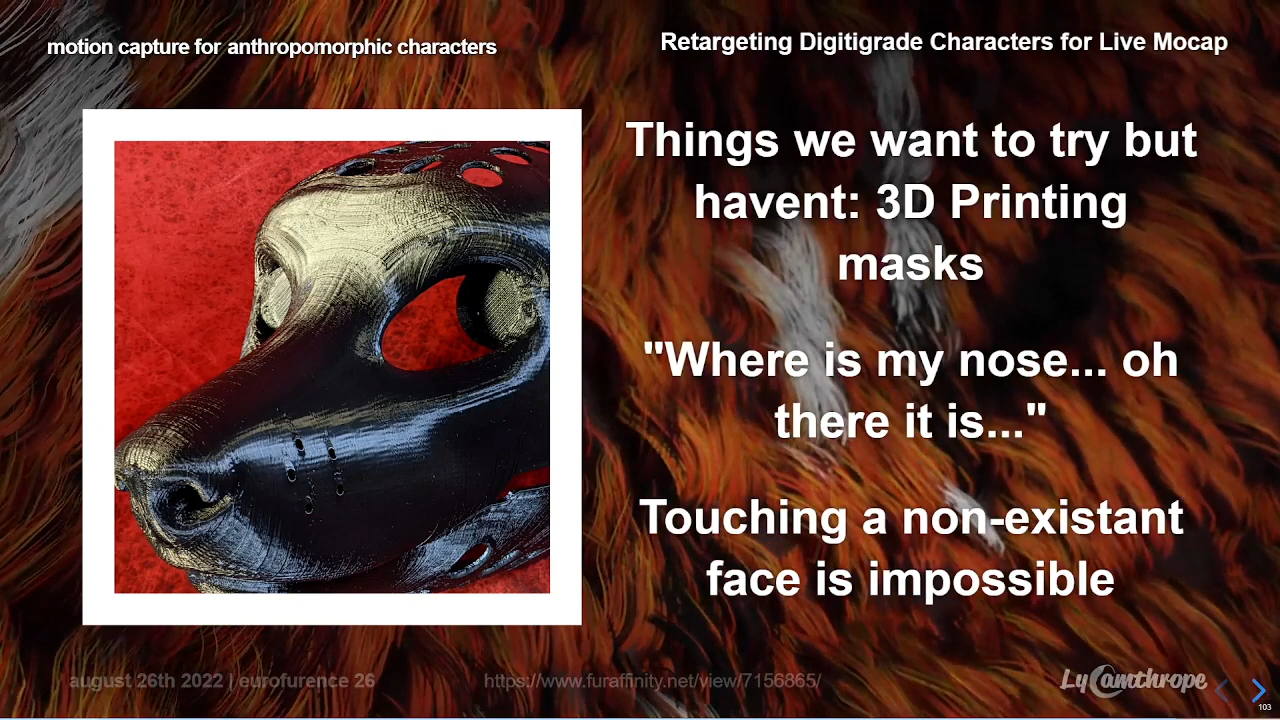 motion capture for anthropomorphic characters
Retargeting Digitigrade Characters for Live Mocap
Things we want to try but
havent: 3D Printing
masks
"Where is my nose... oh
there it is..."
Touching a non-existant
face is impossible
august 26th 2022 | eurofurence 26
https://www.furaffinity.net/view/7156865/
LyCamthrope
103